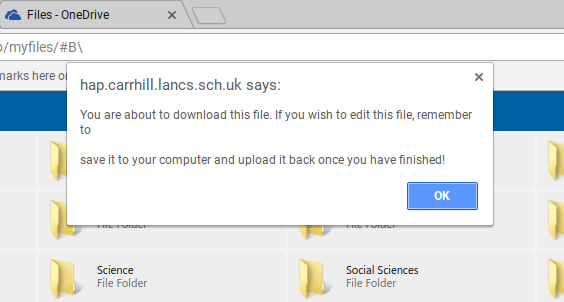 Files - OneDrive
/myfiles/#B\
marks here
hap.carrhill.lancs.sch.uk says:
You are about to download this file. If you wish to edit this file, remember
to
save it to your computer and upload it back once you have finished!
OK
File Folder
File Folder
Science
File Folder
Social Sciences
File Folder